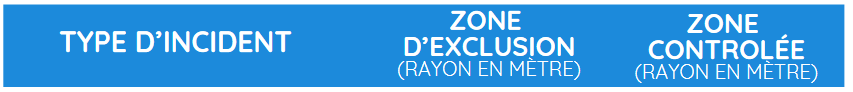 TYPE D'INCIDENT
ZONE
D'EXCLUSION
(RAYON EN MÈTRE)
ZONE
CONTROLÉE
(RAYON EN MÈTRE)